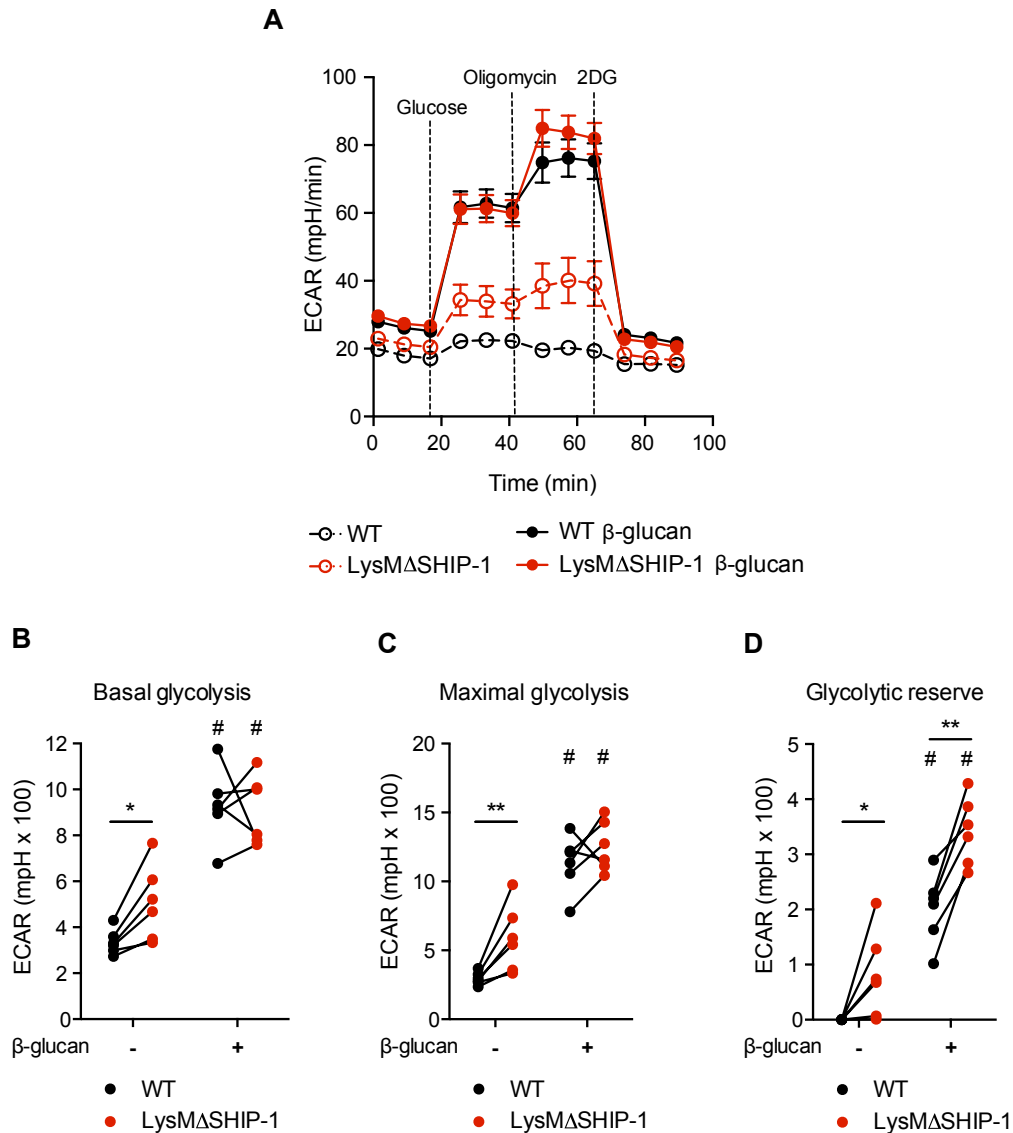 A
Oligomycin 2DG
Glucose
100
80
60
40
20
0
ECAR (mpH/min)
0 20 40 60 80 100
Time (min)
WT WT β-glucan
LysMΔSHIP-1 LysMΔSHIP-1 β-glucan
B
Basal glycolysis
# #
*
12
10
8
6
4
2
0
ECAR (mpH x 100)
β-glucan - +
WT
LysMΔSHIP-1
C
Maximal glycolysis
# #
**
20
15
10
5
0
ECAR (mpH x 100)
- +
WT
LysMΔSHIP-1
D
Glycolytic reserve
**
# #
*
5
4
3
2
1
0
ECAR (mpH x 100)
β-glucan - +
WT
LysMΔSHIP-1